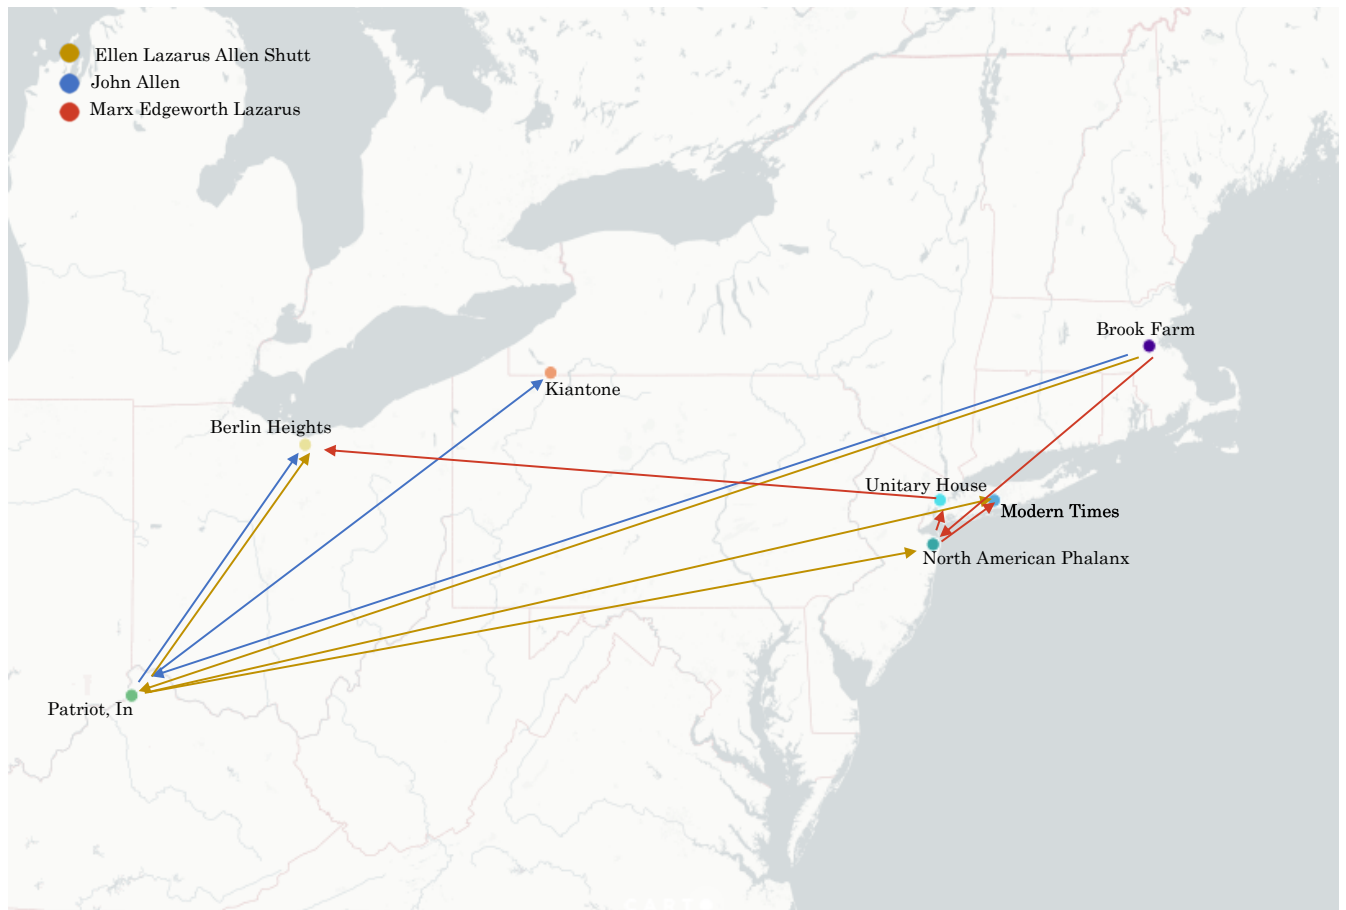 Ellen Lazarus Allen Shutt
John Allen
Marx Edgeworth Lazarus
Brook Farm
Kiantone
Berlin Heights
Unitary House
Modern Times
North American Phalanx
Patriot, In